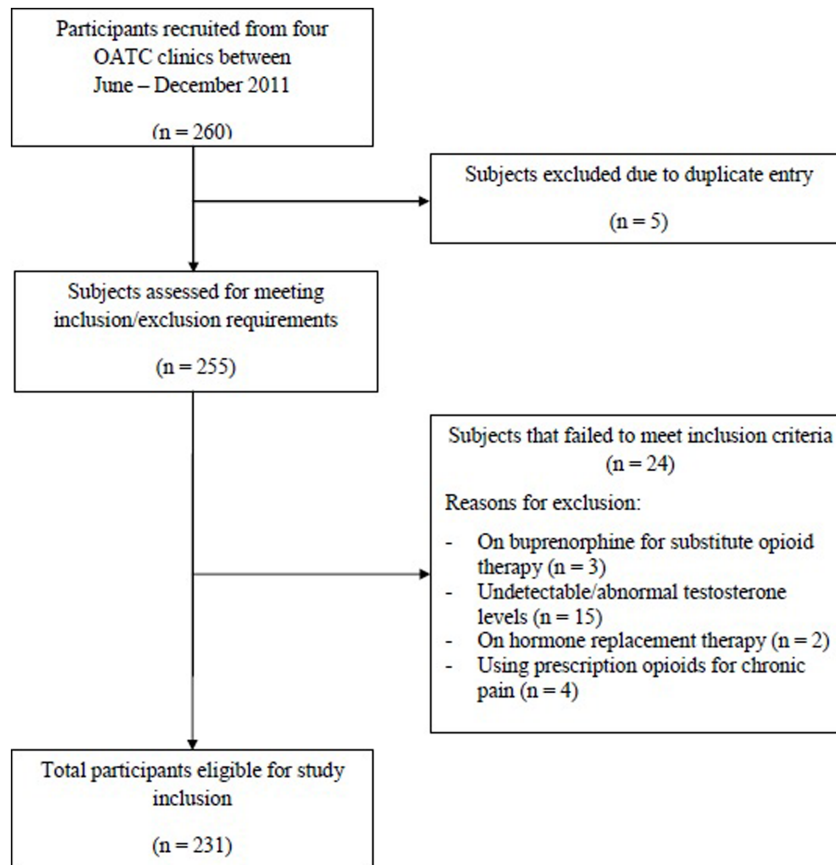 Participants recruited from four
OATC clinics between
June – December 2011
(n = 260)
Subjects excluded due to duplicate entry
(n = 5)
Subjects assessed for meeting
inclusion/exclusion requirements
(n = 255)
Subjects that failed to meet inclusion criteria
(n = 24)
Reasons for exclusion:
- On buprenorphine for substitute opioid
therapy (n = 3)
- Undetectable/abnormal testosterone
levels (n = 15)
- On hormone replacement therapy (n = 2)
- Using prescription opioids for chronic
pain (n = 4)
Total participants eligible for study
inclusion
(n = 231)